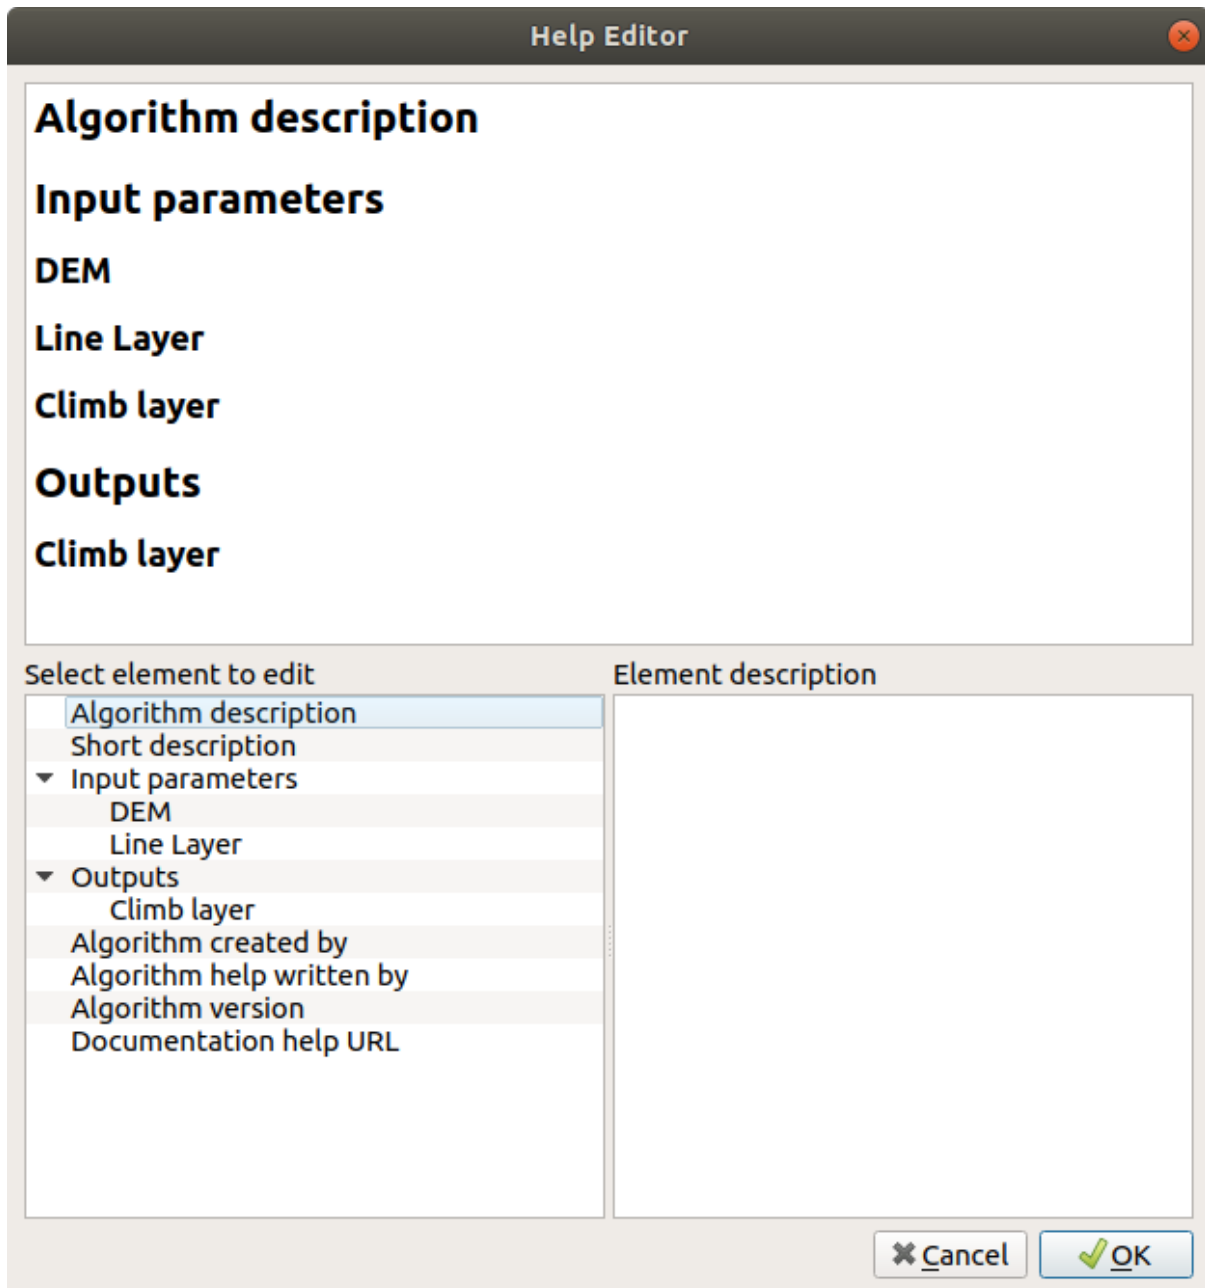 Help Editor
Algorithm description
Input parameters
DEM
Line Layer
Climb layer
Outputs
Climb layer
Select element to edit
Algorithm description
Short description
Input parameters
DEM
Line Layer
Outputs
Climb layer
Algorithm created by
Algorithm help written by
Algorithm version
Documentation help URL
Element description
Cancel
OK